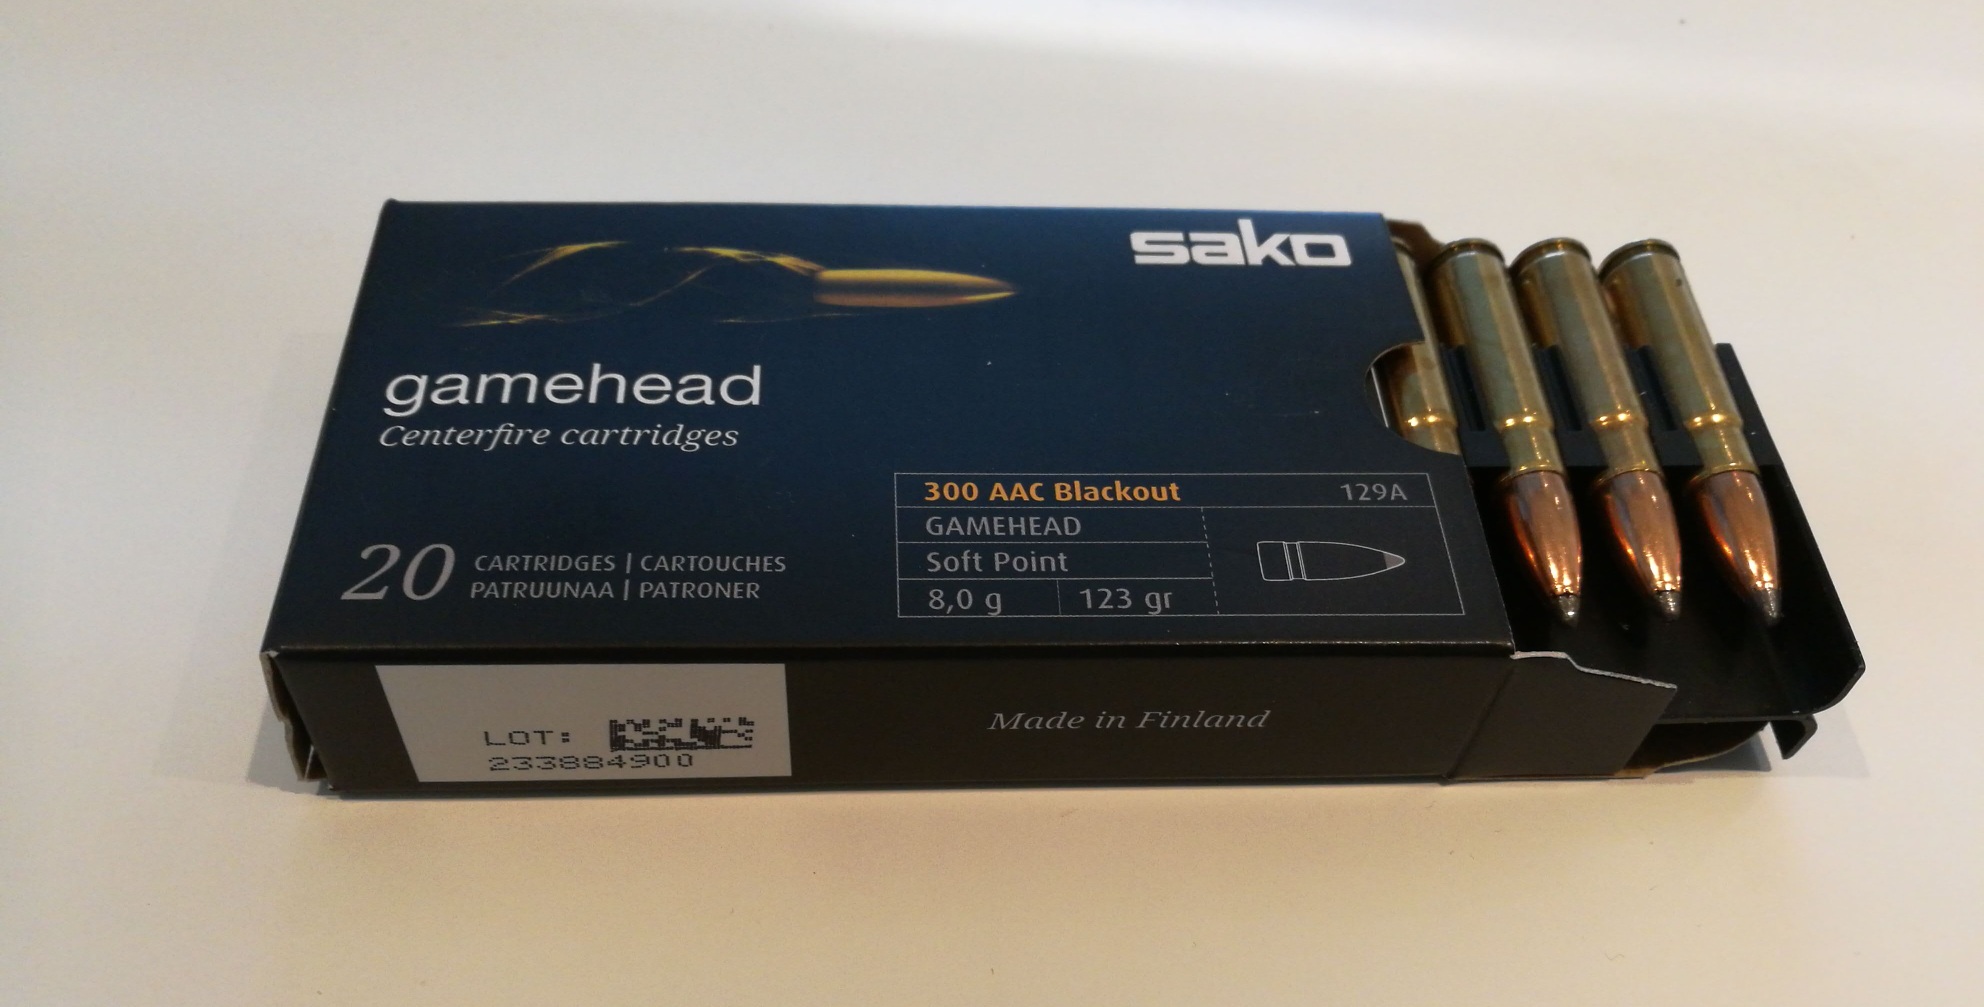 sako
gamehead
Centerfire cartridges
20 CARTRIDGES | CARTOUCHES
PATRUUNAA | PATRONER
300 AAC Blackout 129A
GAMEHEAD
Soft Point
8,0 g 123 gr
LOT:
233884900
Made in Finland